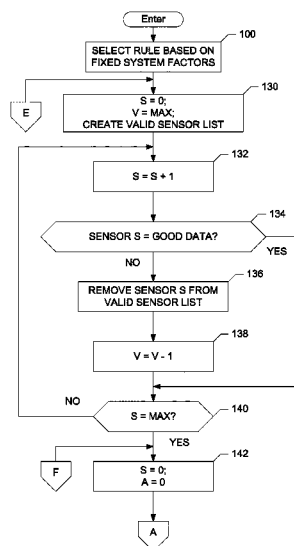 Enter
100
SELECT RULE BASED ON
FIXED SYSTEM FACTORS
E
130
S = 0;
V = MAX;
CREATE VALID SENSOR LIST
132
S = S + 1
134
SENSOR S = GOOD DATA?
YES
NO
136
REMOVE SENSOR S FROM
VALID SENSOR LIST
138
V = V - 1
NO
S = MAX?
140
YES
F
142
S = 0;
A = 0
A